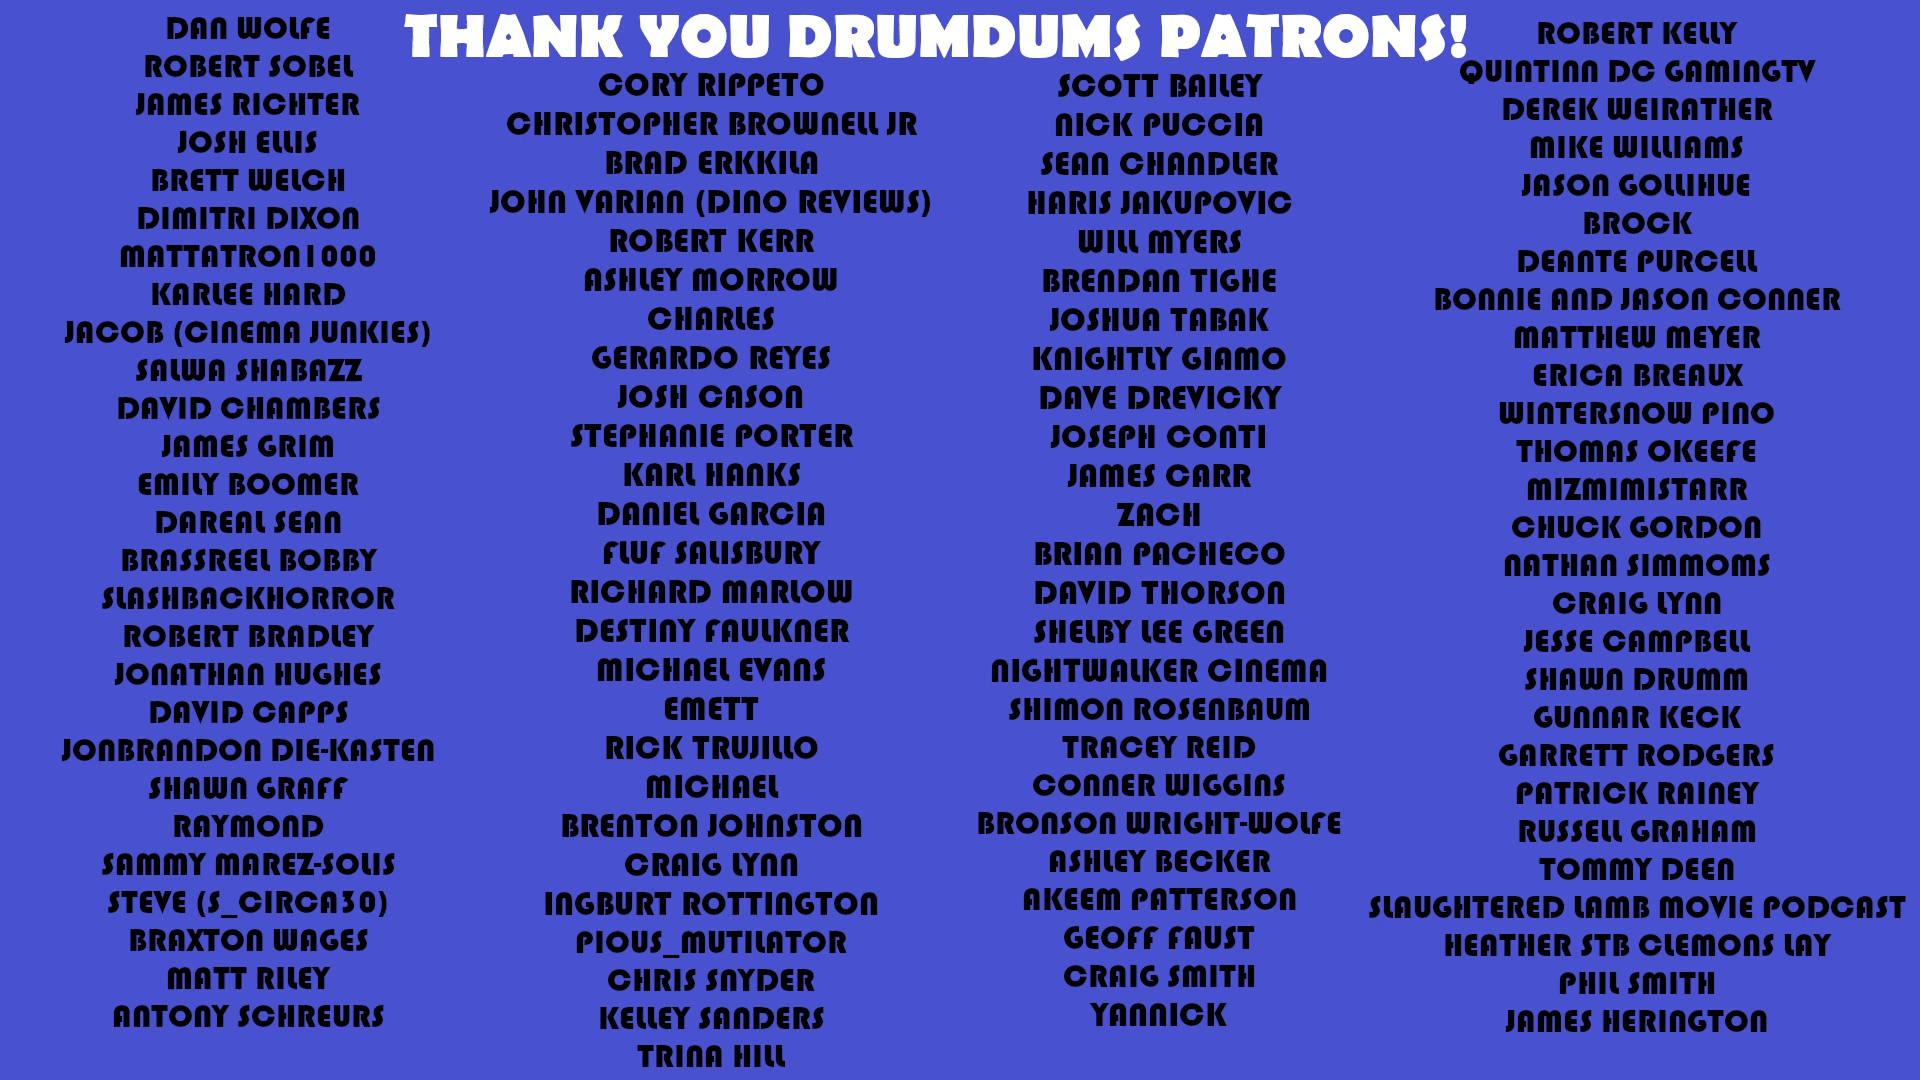 THANK YOU DRUMDUMS PATRONS!
DAN WOLFE
ROBERT SOBEL
JAMES RICHTER
JOSH ELLIS
BRETT WELCH
DIMITRI DIXON
MATTATRON1000
KARLEE HARD
JACOB (CINEMA JUNKIES)
SALWA SHABAZZ
DAVID CHAMBERS
JAMES GRIM
EMILY BOOMER
DAREAL SEAN
BRASSREEL BOBBY
SLASHBACKHORROR
ROBERT BRADLEY
JONATHAN HUGHES
DAVID CAPPS
JONBRANDON DIE-KASTEN
SHAWN GRAFF
RAYMOND
SAMMY MAREZ-SOLIS
STEVE (S_CIRCA30)
BRAXTON WAGES
MATT RILEY
ANTONY SCHREURS
CORY RIPPETO
CHRISTOPHER BROWNELL JR
BRAD ERKKILA
JOHN VARIAN (DINO REVIEWS)
ROBERT KERR
ASHLEY MORROW
CHARLES
GERARDO REYES
JOSH CASON
STEPHANIE PORTER
KARL HANKS
DANIEL GARCIA
FLUF SALISBURY
RICHARD MARLOW
DESTINY FAULKNER
MICHAEL EVANS
EMETT
RICK TRUJILLO
MICHAEL
BRENTON JOHNSTON
CRAIG LYNN
INGBURT ROTTINGTON
PIOUS_MUTILATOR
CHRIS SNYDER
KELLEY SANDERS
TRINA HILL
SCOTT BAILEY
NICK PUCCIA
SEAN CHANDLER
HARIS JAKUPOVIC
WILL MYERS
BRENDAN TIGHE
JOSHUA TABAK
KNIGHTLY GIAMO
DAVE DREVICKY
JOSEPH CONTI
JAMES CARR
ZACH
BRIAN PACHECO
DAVID THORSON
SHELBY LEE GREEN
NIGHTWALKER CINEMA
SHIMON ROSENBAUM
TRACEY REID
CONNER WIGGINS
BRONSON WRIGHT-WOLFE
ASHLEY BECKER
AKEEM PATTERSON
GEOFF FAUST
CRAIG SMITH
YANNICK
ROBERT KELLY
QUINTINN DC GAMINGTV
DEREK WEIRATHER
MIKE WILLIAMS
JASON GOLLIHUE
BROCK
DEANTE PURCELL
BONNIE AND JASON CONNER
MATTHEW MEYER
ERICA BREAUX
WINTERSNOW PINO
THOMAS OKEEFE
MIZMIMISTARR
CHUCK GORDON
NATHAN SIMMOMS
CRAIG LYNN
JESSE CAMPBELL
SHAWN DRUMM
GUNNAR KECK
GARRETT RODGERS
PATRICK RAINEY
RUSSELL GRAHAM
TOMMY DEEN
SLAUGHTERED LAMB MOVIE PODCAST
HEATHER STB CLEMONS LAY
PHIL SMITH
JAMES HERINGTON